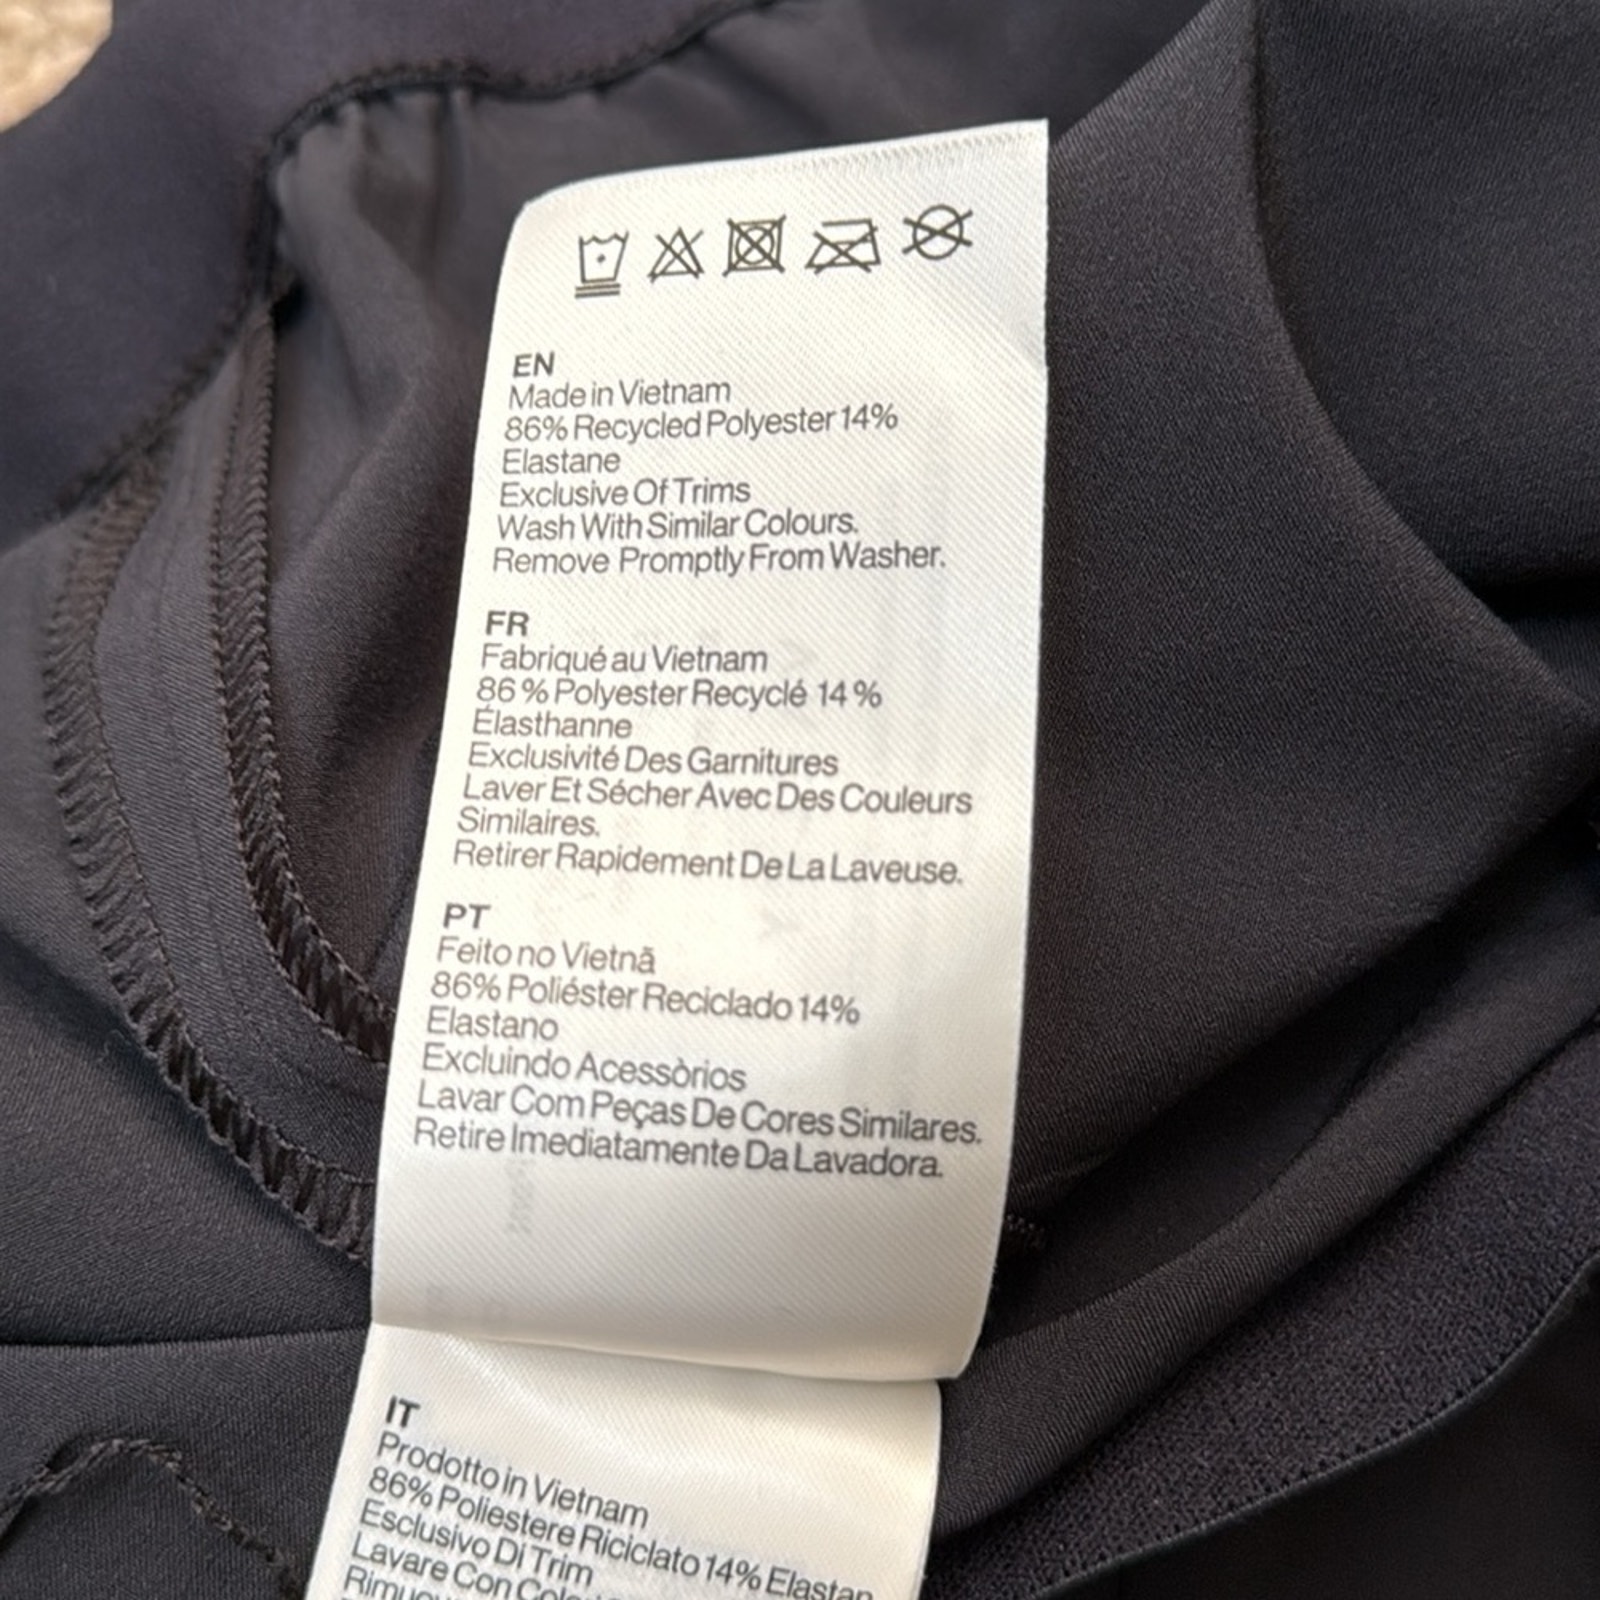 EN
Made in Vietnam
86% Recycled Polyester 14%
Elastane
Exclusive Of Trims
Wash With Similar Colours.
Remove Promptly From Washer.
FR
Fabriqué au Vietnam
86 % Polyester Recyclé 14 %
Élasthanne
Exclusivité Des Garnitures
Laver Et Sécher Avec Des Couleurs
Similaires.
Retirer Rapidement De La Laveuse.
PT
Feito no Vietnã
86% Poliéster Reciclado 14%
Elastano
Excluindo Acessòrios
Lavar Com Peças De Cores Similares.
Retire Imediatamente Da Lavadora.
IT
Prodotto in Vietnam
86% Poliestere Riciclato 14% Elastan
Esclusivo Di Trim
Lavare Con